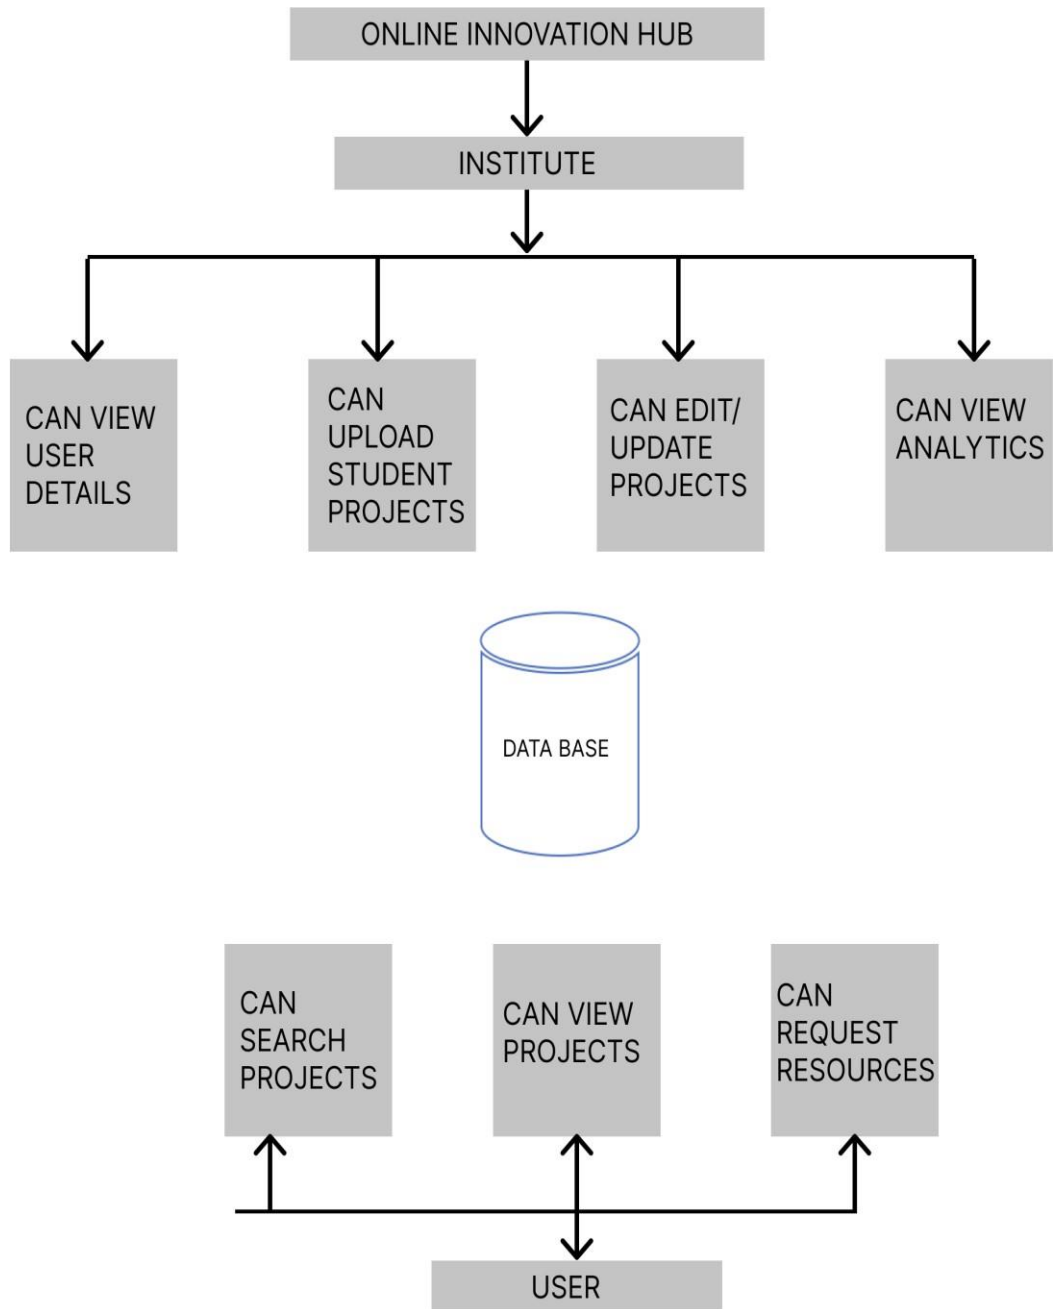 ONLINE INNOVATION HUB
INSTITUTE
CAN VIEW
USER
DETAILS
CAN
UPLOAD
STUDENT
PROJECTS
CAN EDIT/
UPDATE
PROJECTS
CAN VIEW
ANALYTICS
DATA BASE
CAN
SEARCH
PROJECTS
CAN VIEW
PROJECTS
CAN
REQUEST
RESOURCES
USER